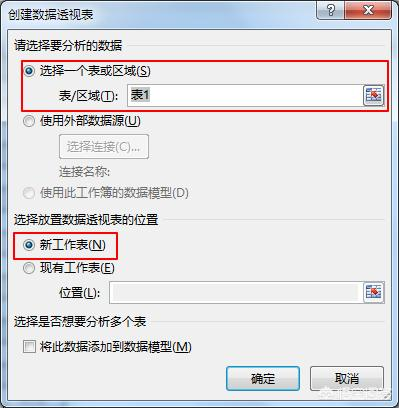 创建数据透视表
请选择要分析的数据
选择一个表或区域(S)
表/区域(T): 表1
使用外部数据源(U)
选择连接(C)...
连接名称:
使用此工作簿的数据模型(D)
选择放置数据透视表的位置
新工作表(N)
现有工作表(E)
位置(L):
选择是否想要分析多个表
将此数据添加到数据模型(M)
确定 取消